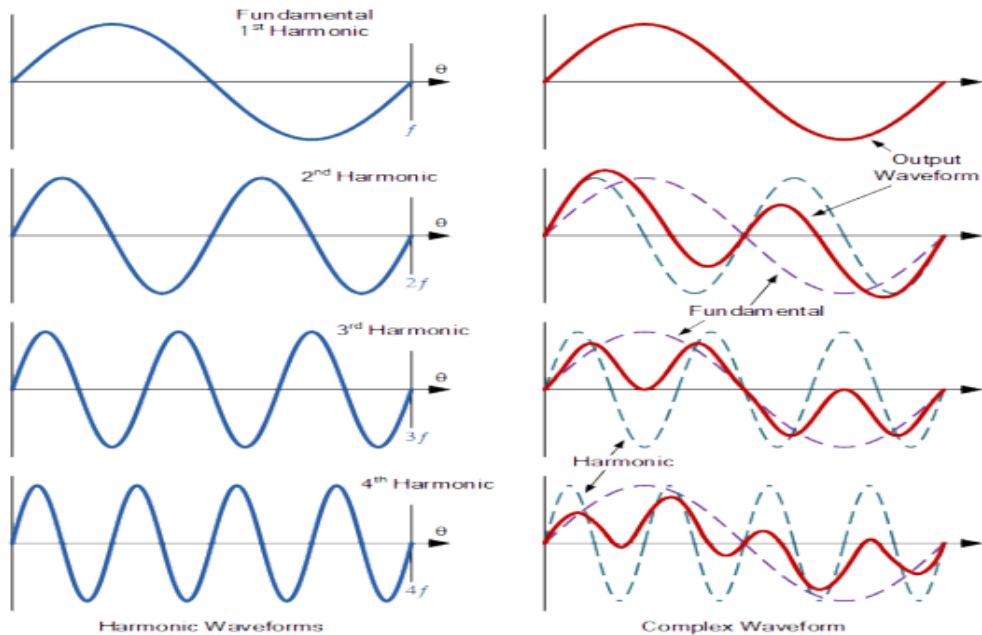 Fundamental
1st Harmonic
θ
f
Output
Waveform
2nd Harmonic
θ
2f
Fundamental
3rd Harmonic
θ
3f
Harmonic
4th Harmonic
θ
4f
Harmonic Waveforms
Complex Waveform